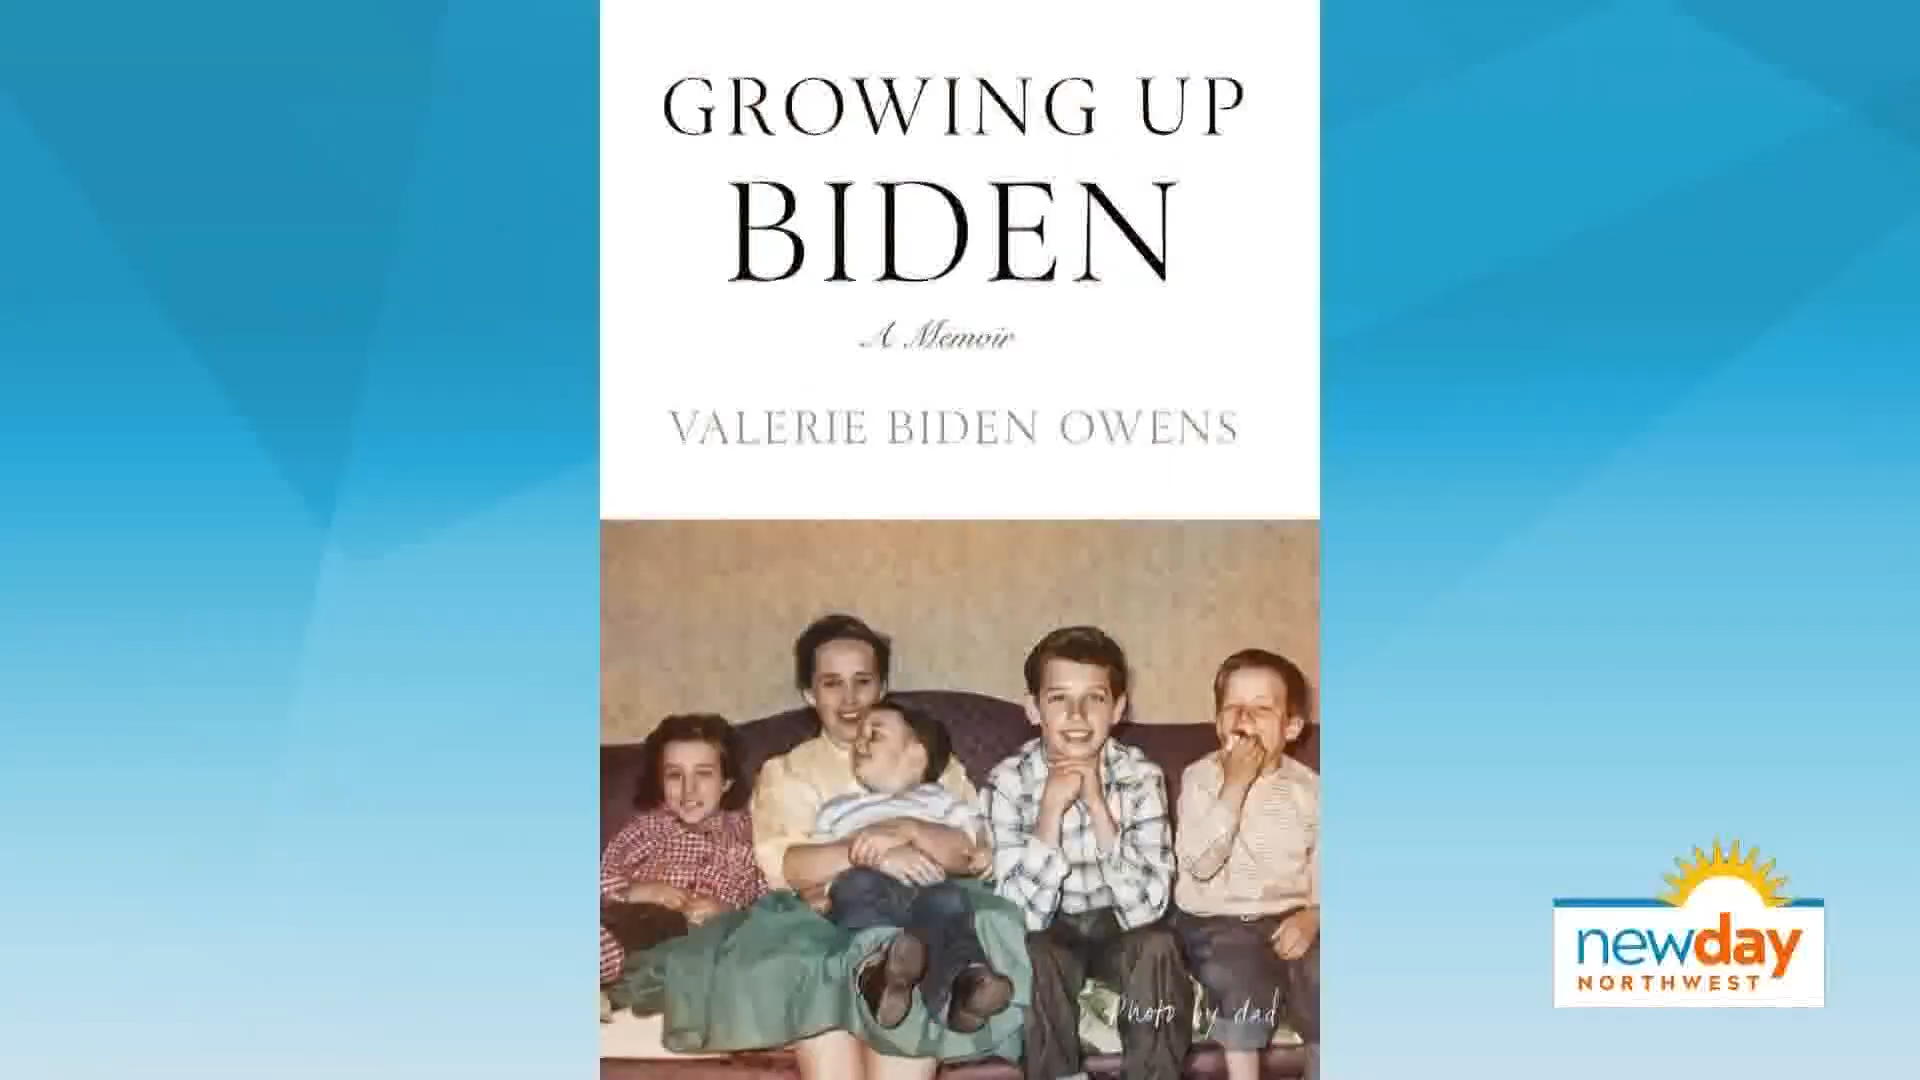 GROWING UP
BIDEN
A Memoir
VALERIE BIDEN OWENS
Photo by dad
newday
NORTHWEST